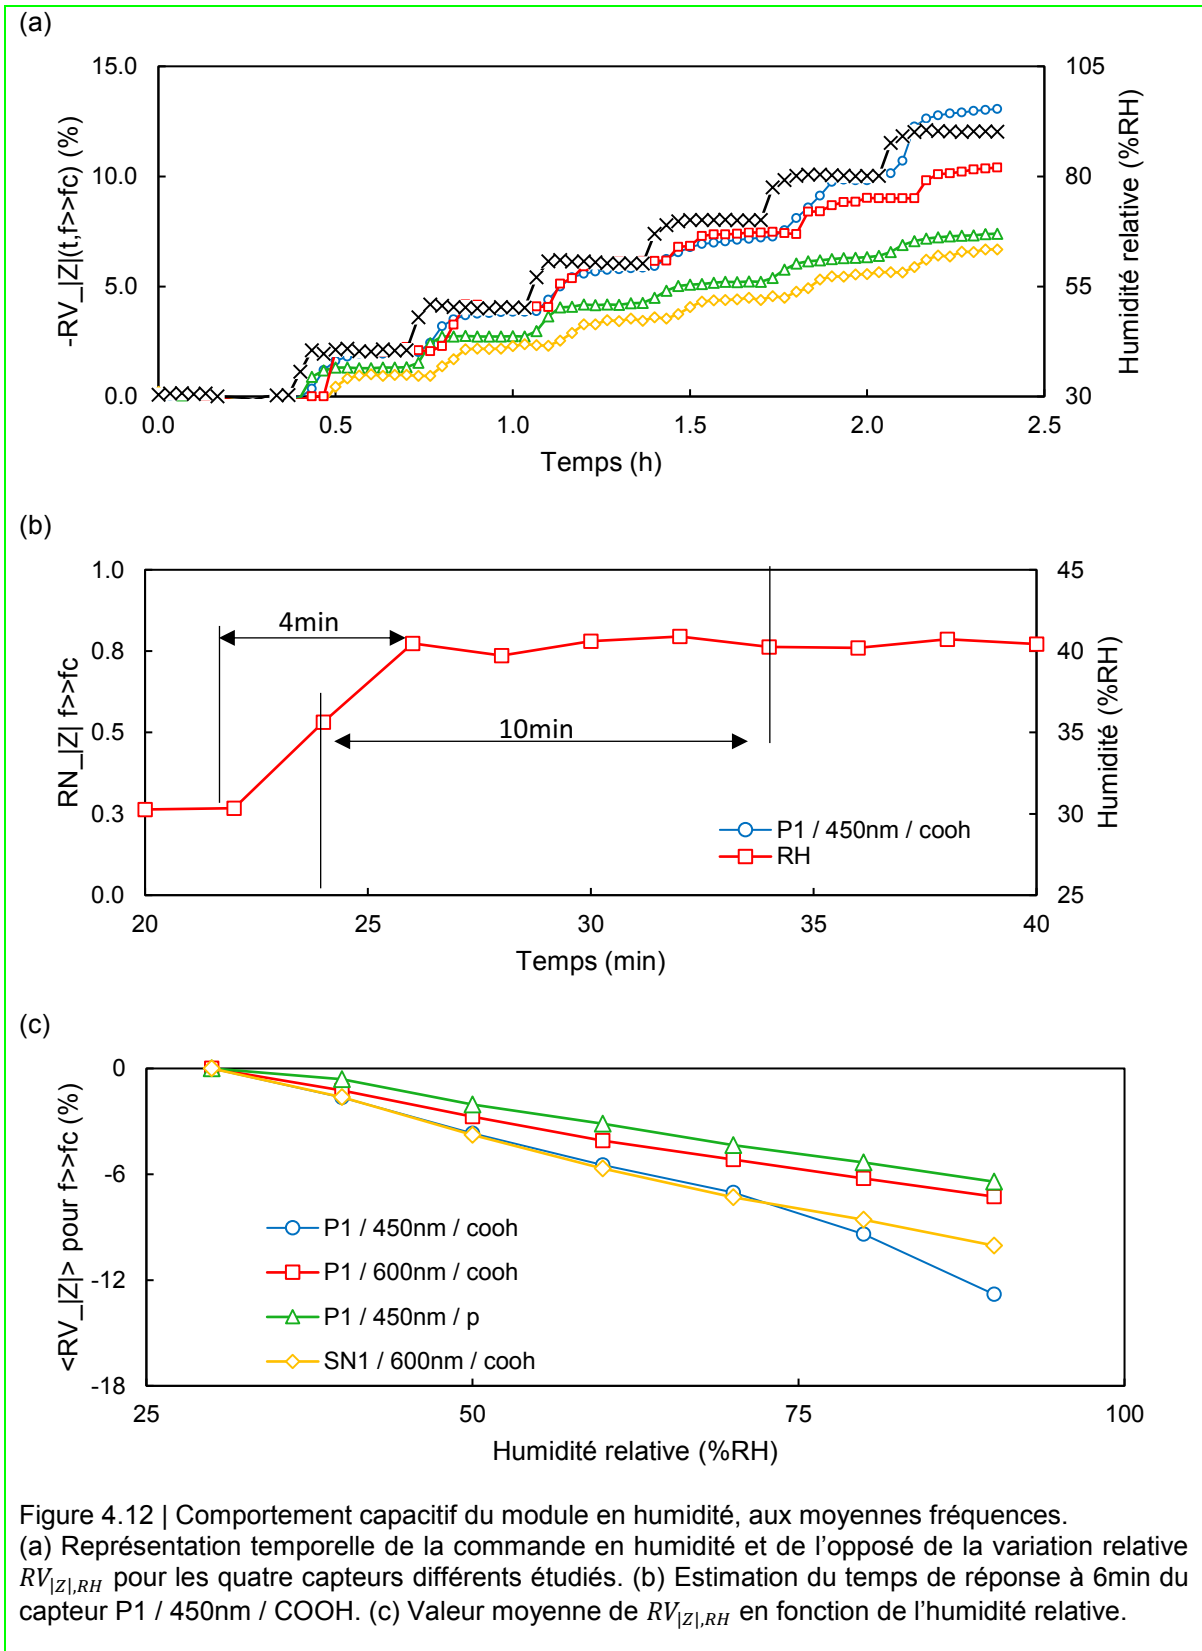 (a)
15.0
10.0
5.0
0.0
-RV_|Z|(t,f>>fc) (%)
105
80
55
30
Humidité relative (%RH)
0.0 0.5 1.0 1.5 2.0 2.5
Temps (h)
(b)
1.0
0.8
0.5
0.3
0.0
RN_|Z| f>>fc
45
40
35
30
25
Humidité (%RH)
4min
10min
P1 / 450nm / cooh
RH
20 25 30 35 40
Temps (min)
(c)
0
-6
-12
-18
<RV_|Z|> pour f>>fc (%)
P1 / 450nm / cooh
P1 / 600nm / cooh
P1 / 450nm / p
SN1 / 600nm / cooh
25 50 75 100
Humidité relative (%RH)
Figure 4.12 | Comportement capacitif du module en humidité, aux moyennes fréquences.
(a) Représentation temporelle de la commande en humidité et de l'opposé de la variation relative
RV|Z|,RH pour les quatre capteurs différents étudiés. (b) Estimation du temps de réponse à 6min du
capteur P1 / 450nm / COOH. (c) Valeur moyenne de RV|Z|,RH en fonction de l'humidité relative.